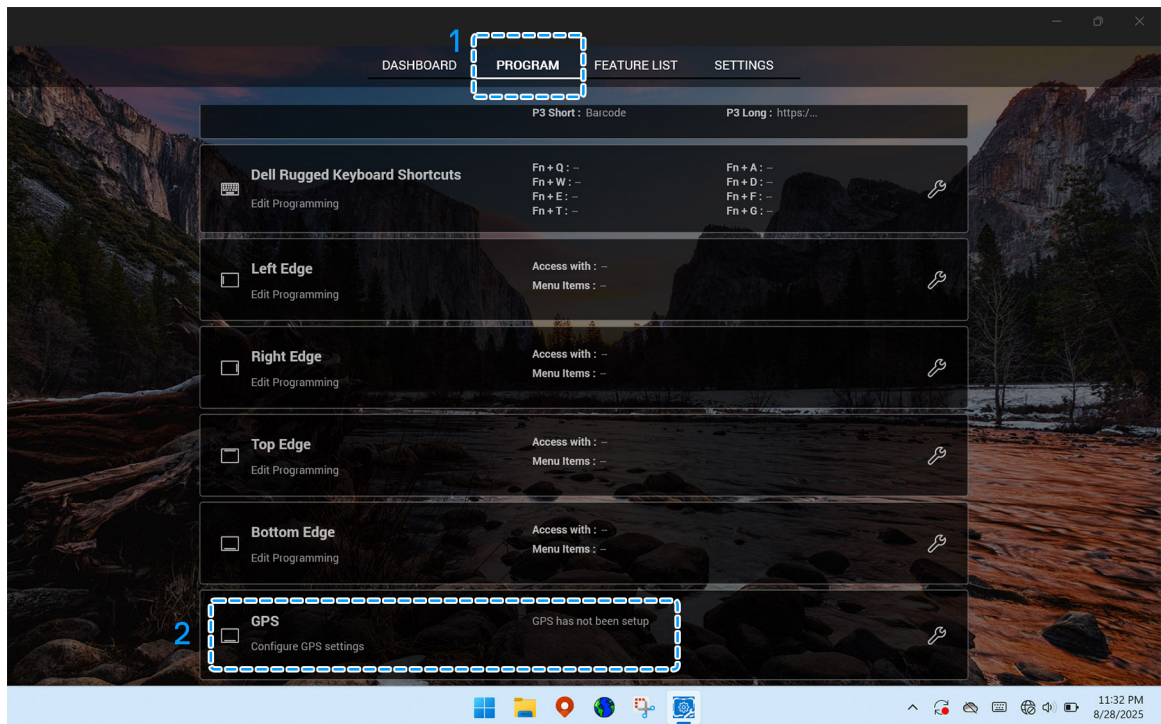 1
DASHBOARD PROGRAM FEATURE LIST SETTINGS
P3 Short : Barcode P3 Long : https:/...
Dell Rugged Keyboard Shortcuts
Edit Programming
Fn + Q : -- Fn + A : --
Fn + W : -- Fn + D : --
Fn + E : -- Fn + F : --
Fn + T : -- Fn + G : --
Left Edge
Edit Programming
Access with : --
Menu Items : --
Right Edge
Edit Programming
Access with : --
Menu Items : --
Top Edge
Edit Programming
Access with : --
Menu Items : --
Bottom Edge
Edit Programming
Access with : --
Menu Items : --
2
GPS
Configure GPS settings
GPS has not been setup
11:32 PM
8/28/2025